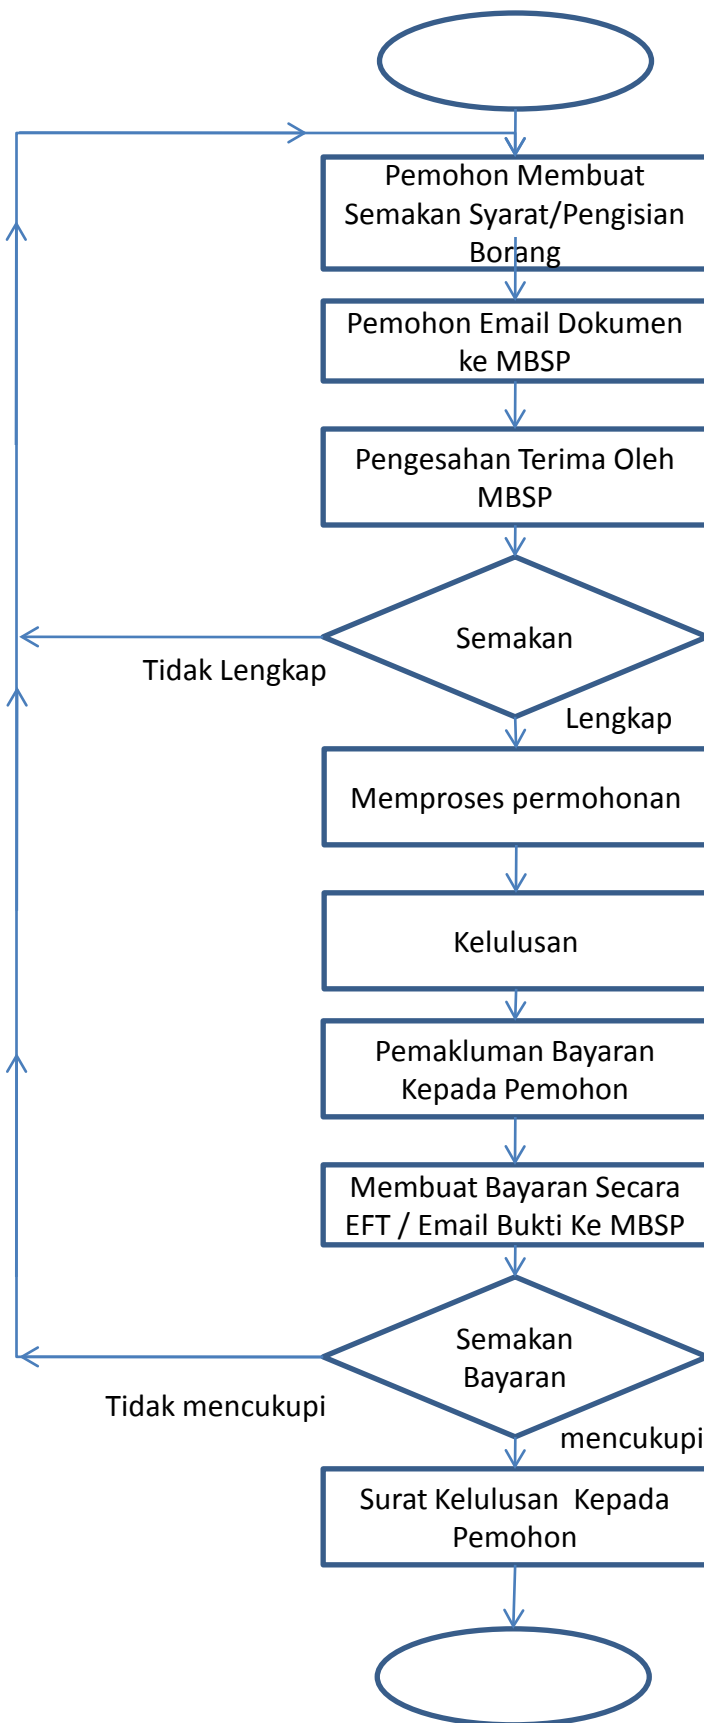 Pemohon Membuat
Semakan Syarat/Pengisian
Borang
Pemohon Email Dokumen
ke MBSP
Pengesahan Terima Oleh
MBSP
Semakan
Tidak Lengkap
Lengkap
Memproses permohonan
Kelulusan
Pemakluman Bayaran
Kepada Pemohon
Membuat Bayaran Secara
EFT / Email Bukti Ke MBSP
Semakan
Bayaran
Tidak mencukupi
mencukupi
Surat Kelulusan Kepada
Pemohon